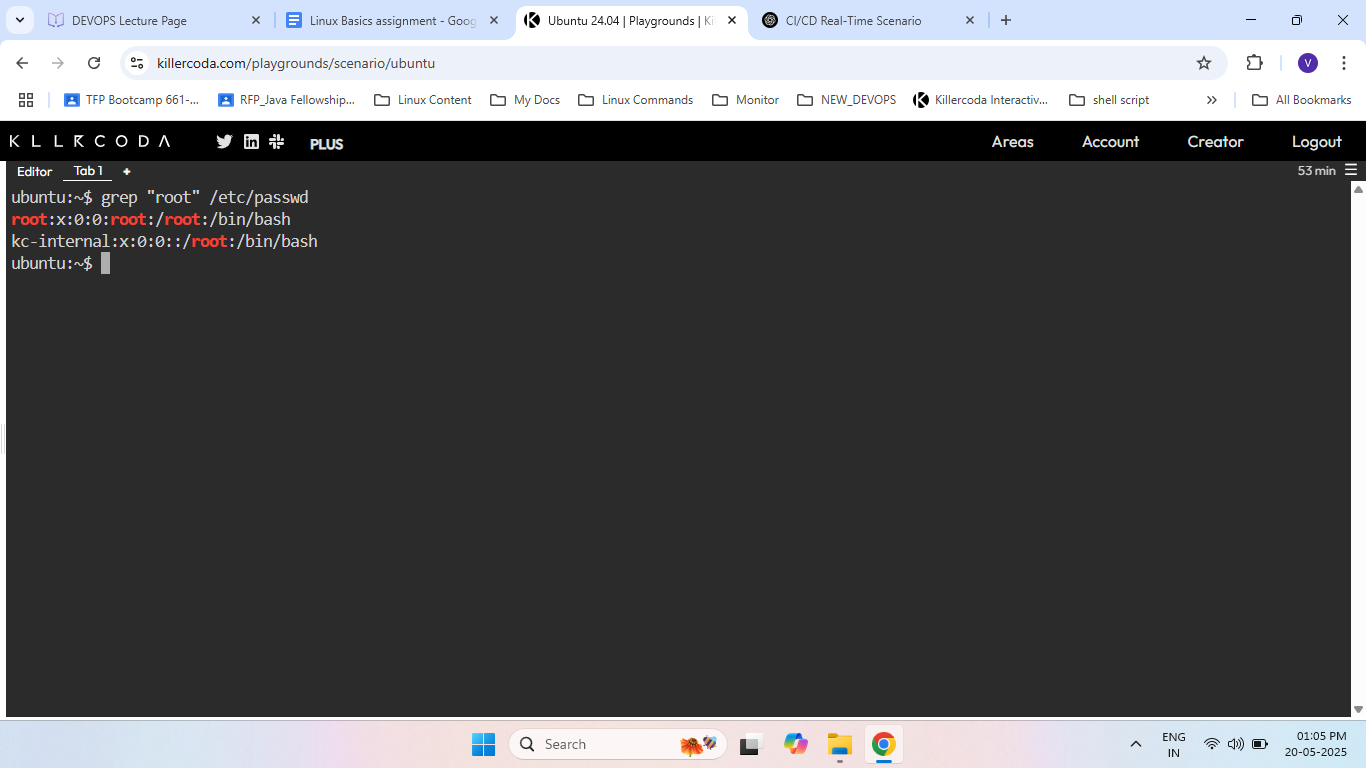 DEVOPS Lecture Page
Linux Basics assignment - Goog
Ubuntu 24.04 | Playgrounds | Ki
CI/CD Real-Time Scenario
killercoda.com/playgrounds/scenario/ubuntu
V
TFP Bootcamp 661-...
RFP_Java Fellowship...
Linux Content
My Docs
Linux Commands
Monitor
NEW_DEVOPS
Killercoda Interactiv...
shell script
»
All Bookmarks
KILLERCODA
PLUS
Areas
Account
Creator
Logout
Editor
Tab 1
+
53 min
ubuntu:~$ grep "root" /etc/passwd
root:x:0:0:root:/root:/bin/bash
kc-internal:x:0:0::/root:/bin/bash
ubuntu:~$
Search
ENG
IN
01:05 PM
20-05-2025